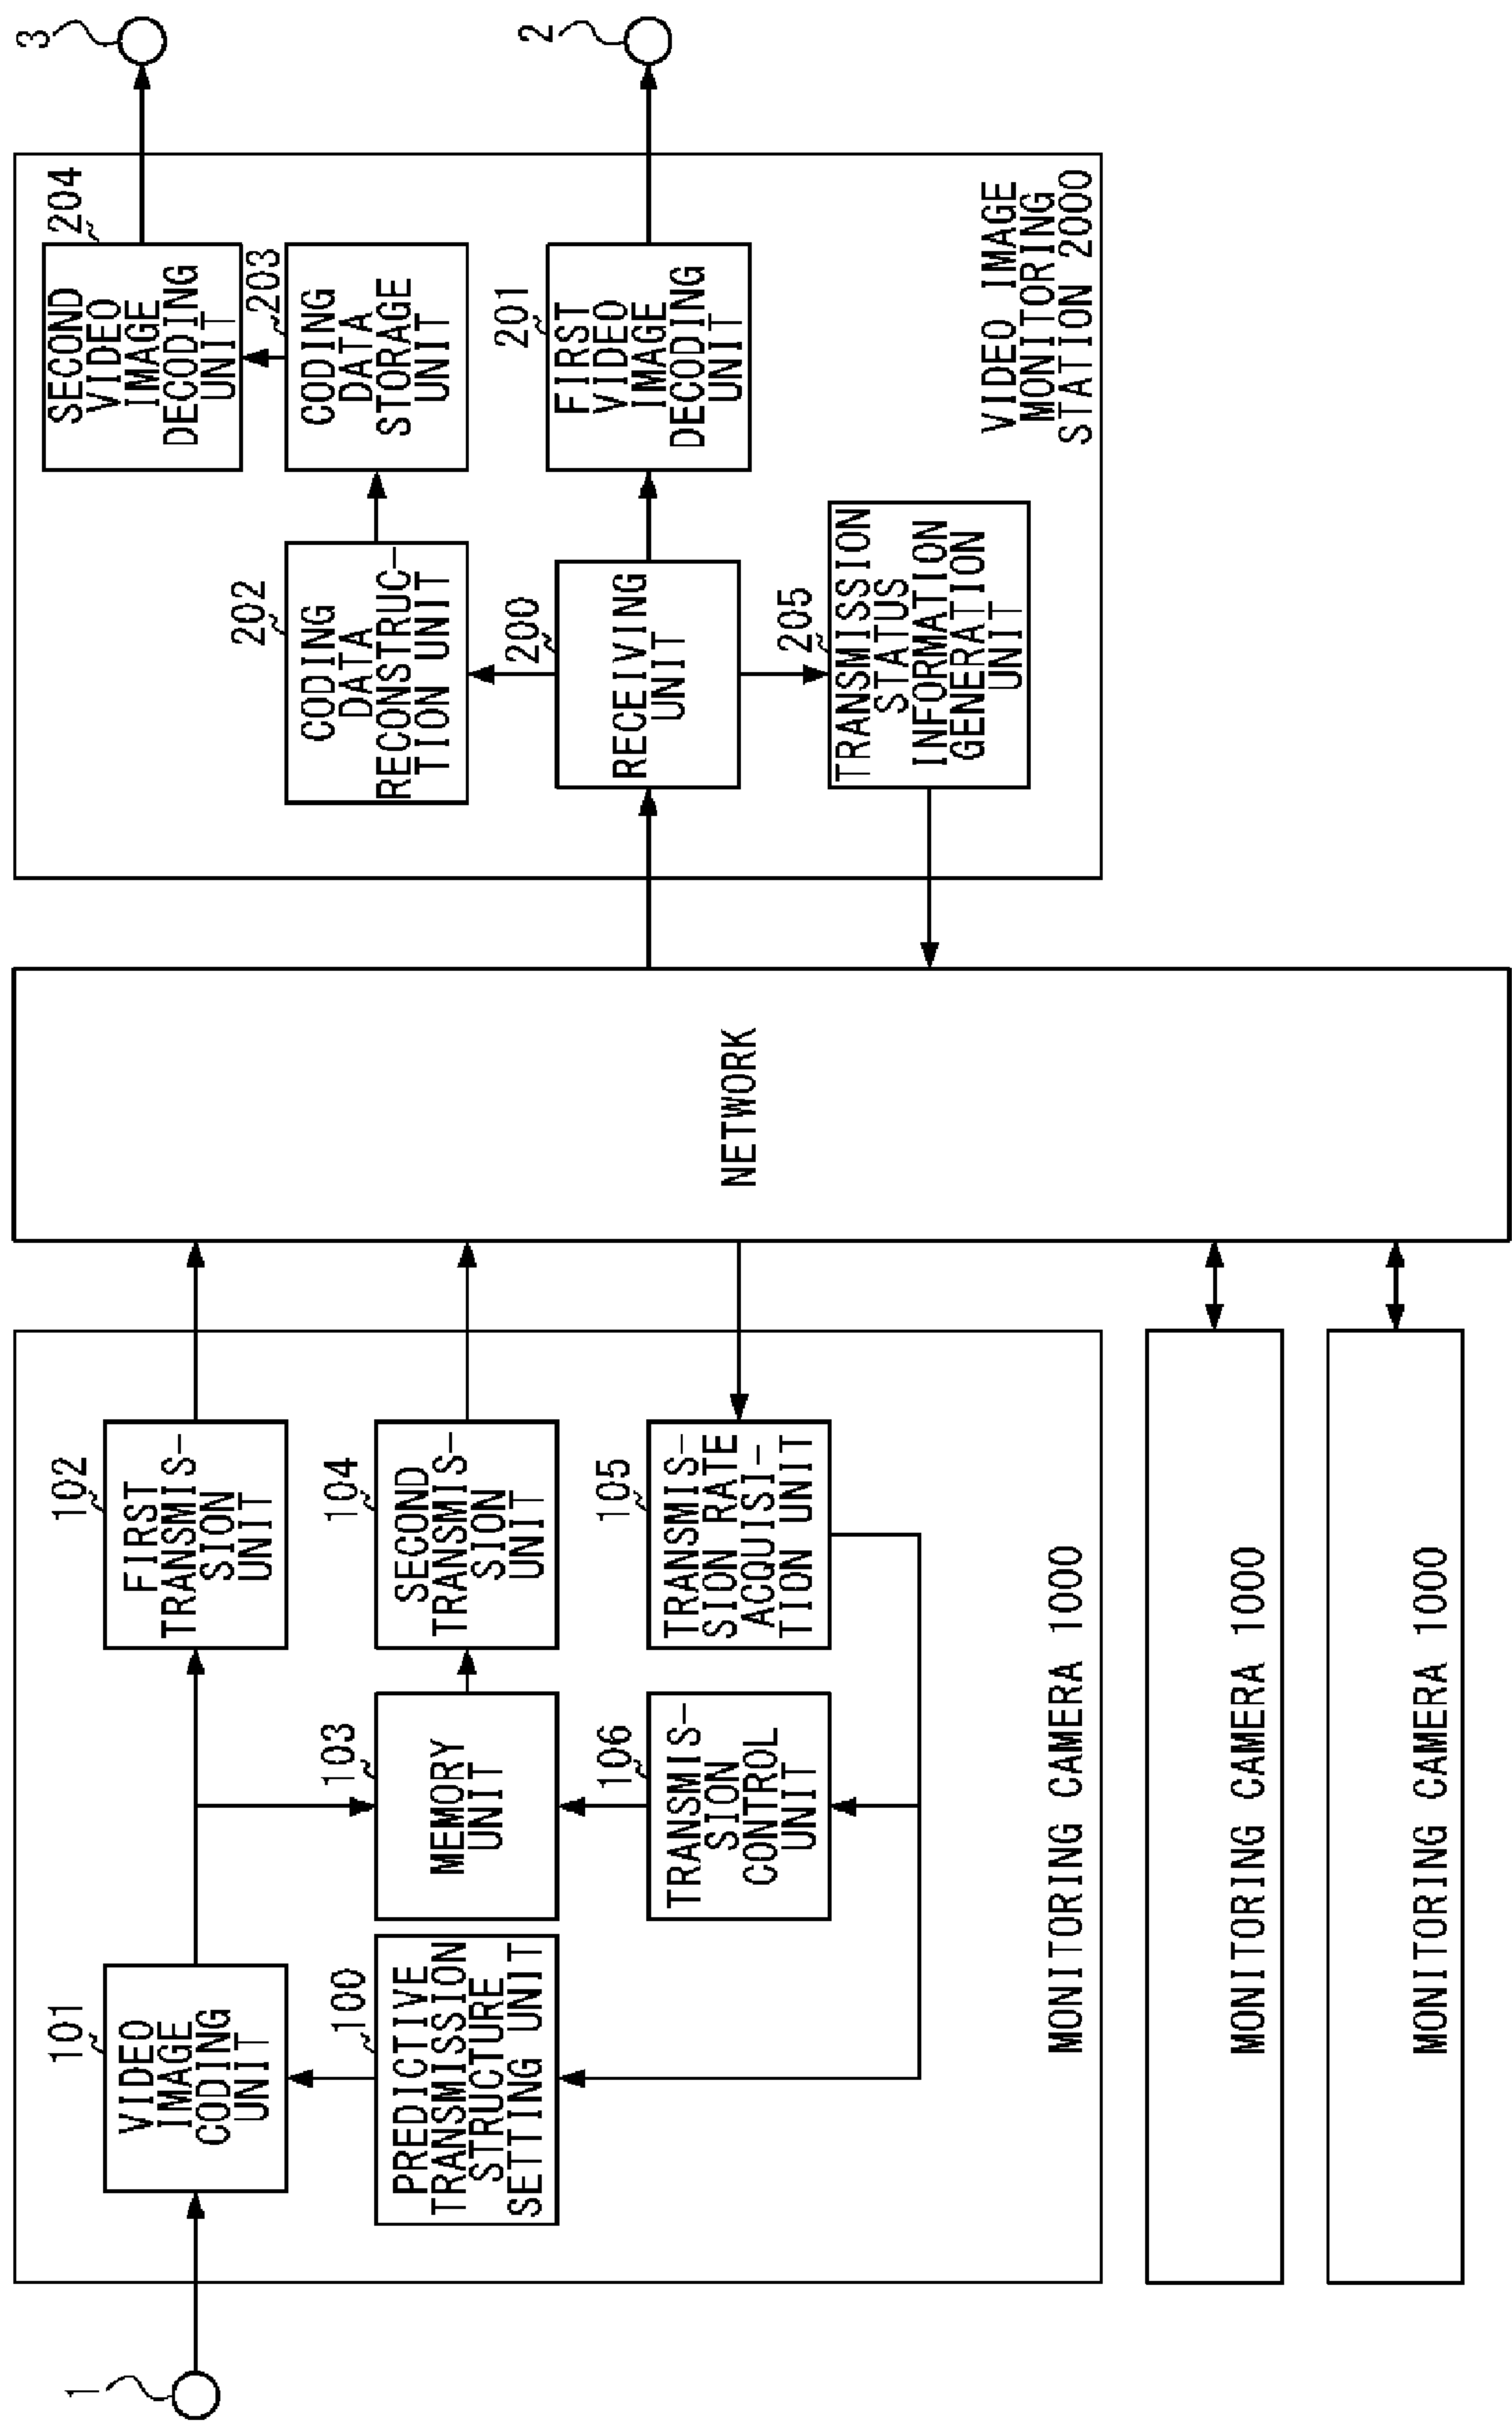 1
101
VIDEO
IMAGE
CODING
UNIT
100
PREDICTIVE
TRANSMISSION
STRUCTURE
SETTING UNIT
102
FIRST
TRANSMIS-
SION
UNIT
103
MEMORY
UNIT
104
SECOND
TRANSMIS-
SION
UNIT
106
TRANSMIS-
SION
CONTROL
UNIT
105
TRANSMIS-
SION RATE
ACQUISI-
TION UNIT
MONITORING CAMERA 1000
MONITORING CAMERA 1000
MONITORING CAMERA 1000
NETWORK
204
SECOND
VIDEO
IMAGE
DECODING
UNIT
3
202
CODING
DATA
RECONSTRUC-
TION UNIT
203
CODING
DATA
STORAGE
UNIT
200
RECEIVING
UNIT
201
FIRST
VIDEO
IMAGE
DECODING
UNIT
2
205
TRANSMISSION
STATUS
INFORMATION
GENERATION
UNIT
VIDEO IMAGE
MONITORING
STATION 2000